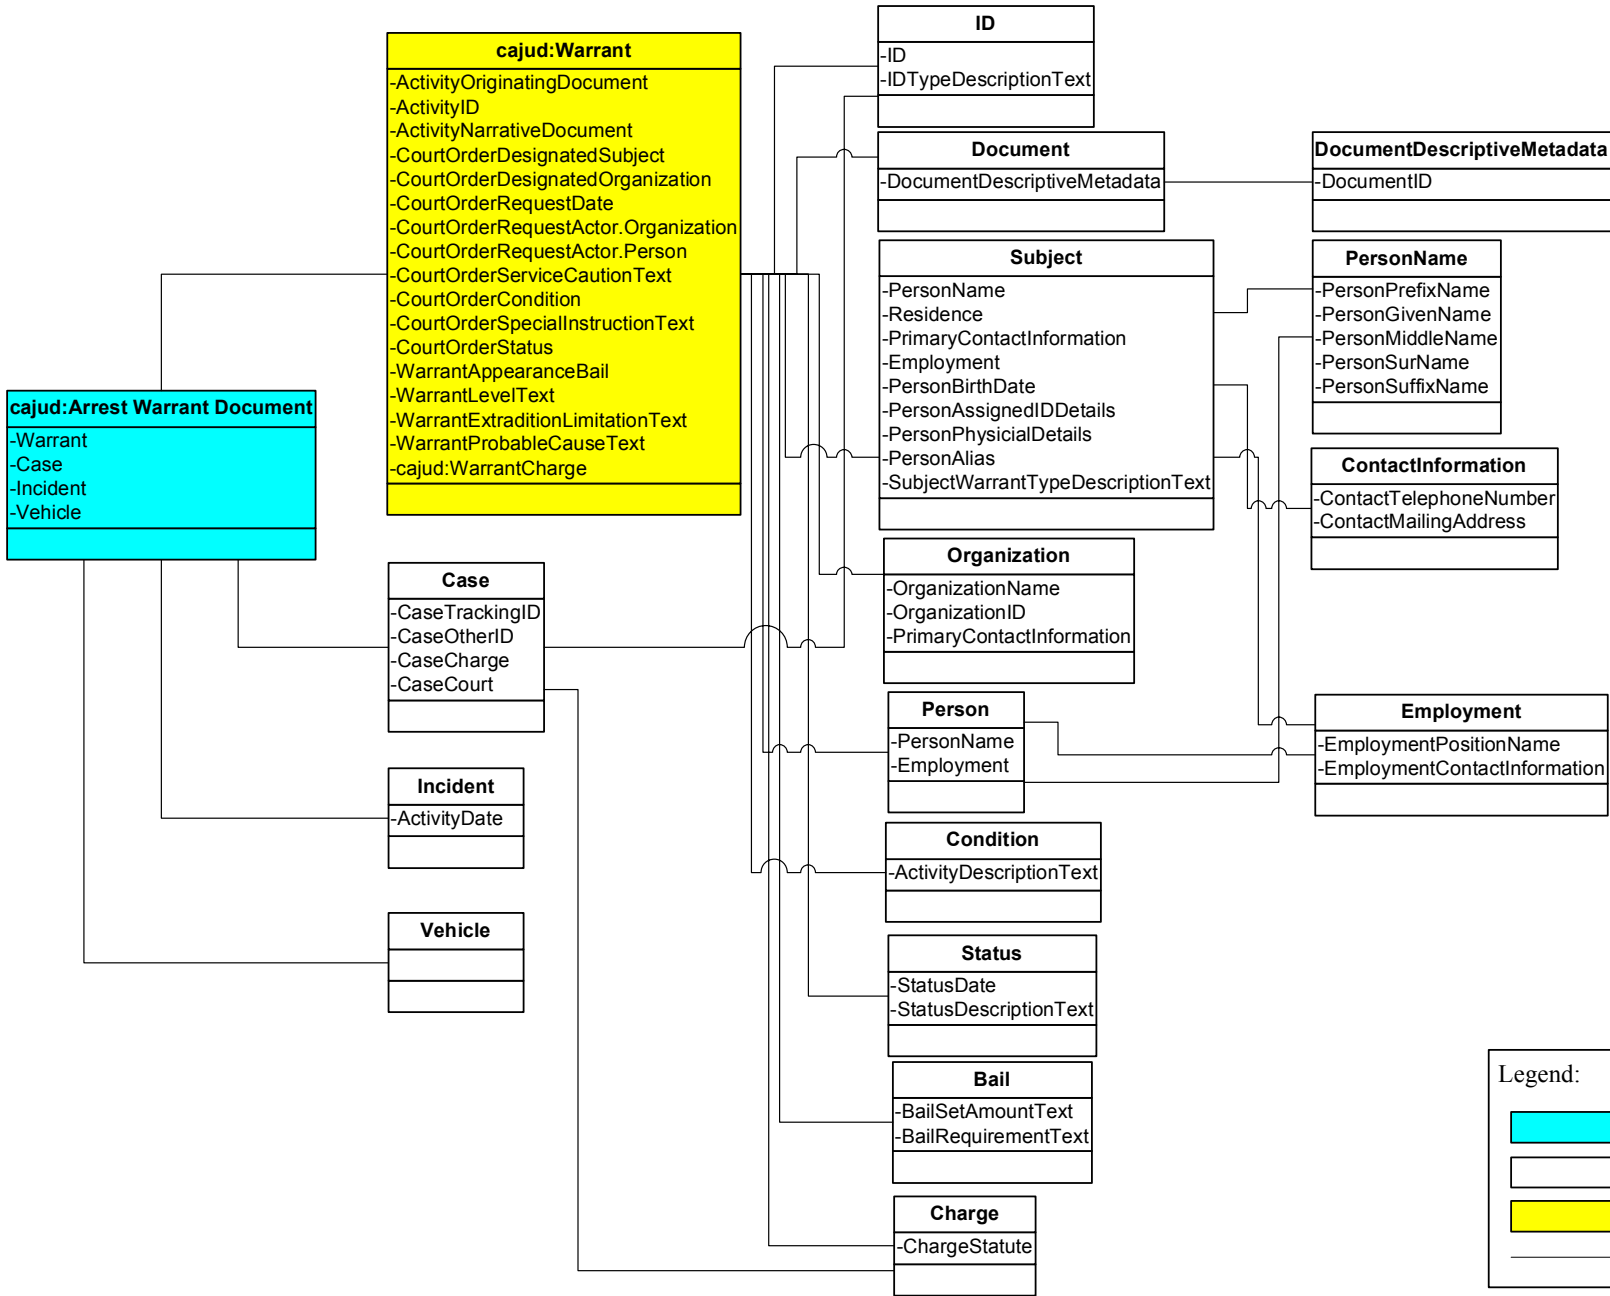 cajud:Arrest Warrant Document
-Warrant
-Case
-Incident
-Vehicle
cajud:Warrant
-ActivityOriginatingDocument
-ActivityID
-ActivityNarrativeDocument
-CourtOrderDesignatedSubject
-CourtOrderDesignatedOrganization
-CourtOrderRequestDate
-CourtOrderRequestActor.Organization
-CourtOrderRequestActor.Person
-CourtOrderServiceCautionText
-CourtOrderCondition
-CourtOrderSpecialInstructionText
-CourtOrderStatus
-WarrantAppearanceBail
-WarrantLevelText
-WarrantExtraditionLimitationText
-WarrantProbableCauseText
-cajud:WarrantCharge
Case
-CaseTrackingID
-CaseOtherID
-CaseCharge
-CaseCourt
Incident
-ActivityDate
Vehicle
ID
-ID
-IDTypeDescriptionText
Document
-DocumentDescriptiveMetadata
Subject
-PersonName
-Residence
-PrimaryContactInformation
-Employment
-PersonBirthDate
-PersonAssignedIDDetails
-PersonPhysicialDetails
-PersonAlias
-SubjectWarrantTypeDescriptionText
Organization
-OrganizationName
-OrganizationID
-PrimaryContactInformation
Person
-PersonName
-Employment
Condition
-ActivityDescriptionText
Status
-StatusDate
-StatusDescriptionText
Bail
-BailSetAmountText
-BailRequirementText
Charge
-ChargeStatute
DocumentDescriptiveMetadata
-DocumentID
PersonName
-PersonPrefixName
-PersonGivenName
-PersonMiddleName
-PersonSurName
-PersonSuffixName
ContactInformation
-ContactTelephoneNumber
-ContactMailingAddress
Employment
-EmploymentPositionName
-EmploymentContactInformation
Legend: